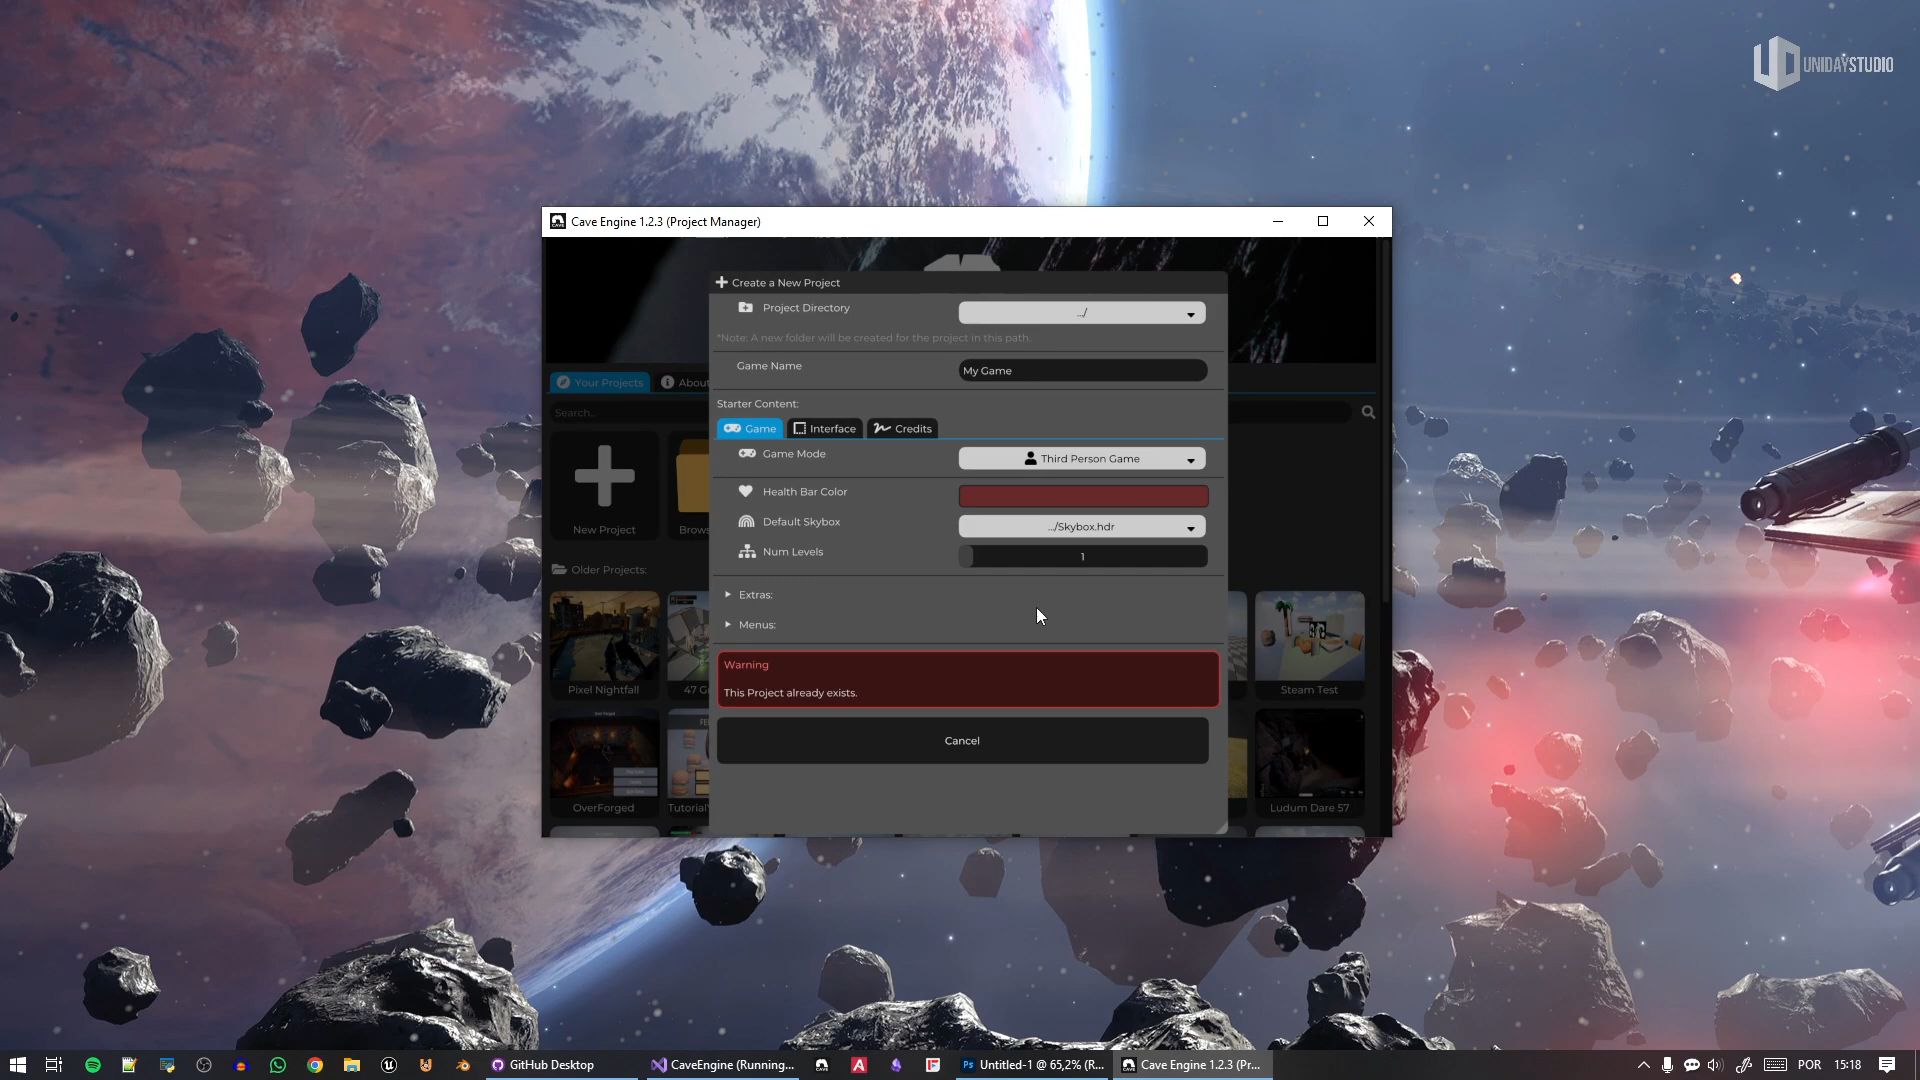 UNIDAYSTUDIO
Cave Engine 1.2.3 (Project Manager)
Create a New Project
Project Directory
../
*Note: A new folder will be created for the project in this path.
Game Name
My Game
Your Projects
About
Starter Content:
Search...
Game
Interface
Credits
Game Mode
Third Person Game
Health Bar Color
Default Skybox
.../Skybox.hdr
New Project
Brows
Num Levels
1
Older Projects:
Extras:
Menus:
Warning
This Project already exists.
Pixel Nightfall
47 G
Steam Test
Cancel
OverForged
Tutorial
Ludum Dare 57
GitHub Desktop
CaveEngine (Running...
Untitled-1 @ 65,2% (R...
Cave Engine 1.2.3 (Pr...
POR
15:18